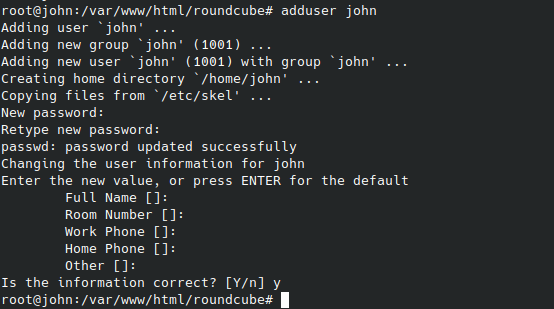 root@john:/var/www/html/roundcube# adduser john
Adding user `john' ...
Adding new group `john' (1001) ...
Adding new user `john' (1001) with group `john' ...
Creating home directory `/home/john' ...
Copying files from `/etc/skel' ...
New password:
Retype new password:
passwd: password updated successfully
Changing the user information for john
Enter the new value, or press ENTER for the default
        Full Name []:
        Room Number []:
        Work Phone []:
        Home Phone []:
        Other []:
Is the information correct? [Y/n] y
root@john:/var/www/html/roundcube#